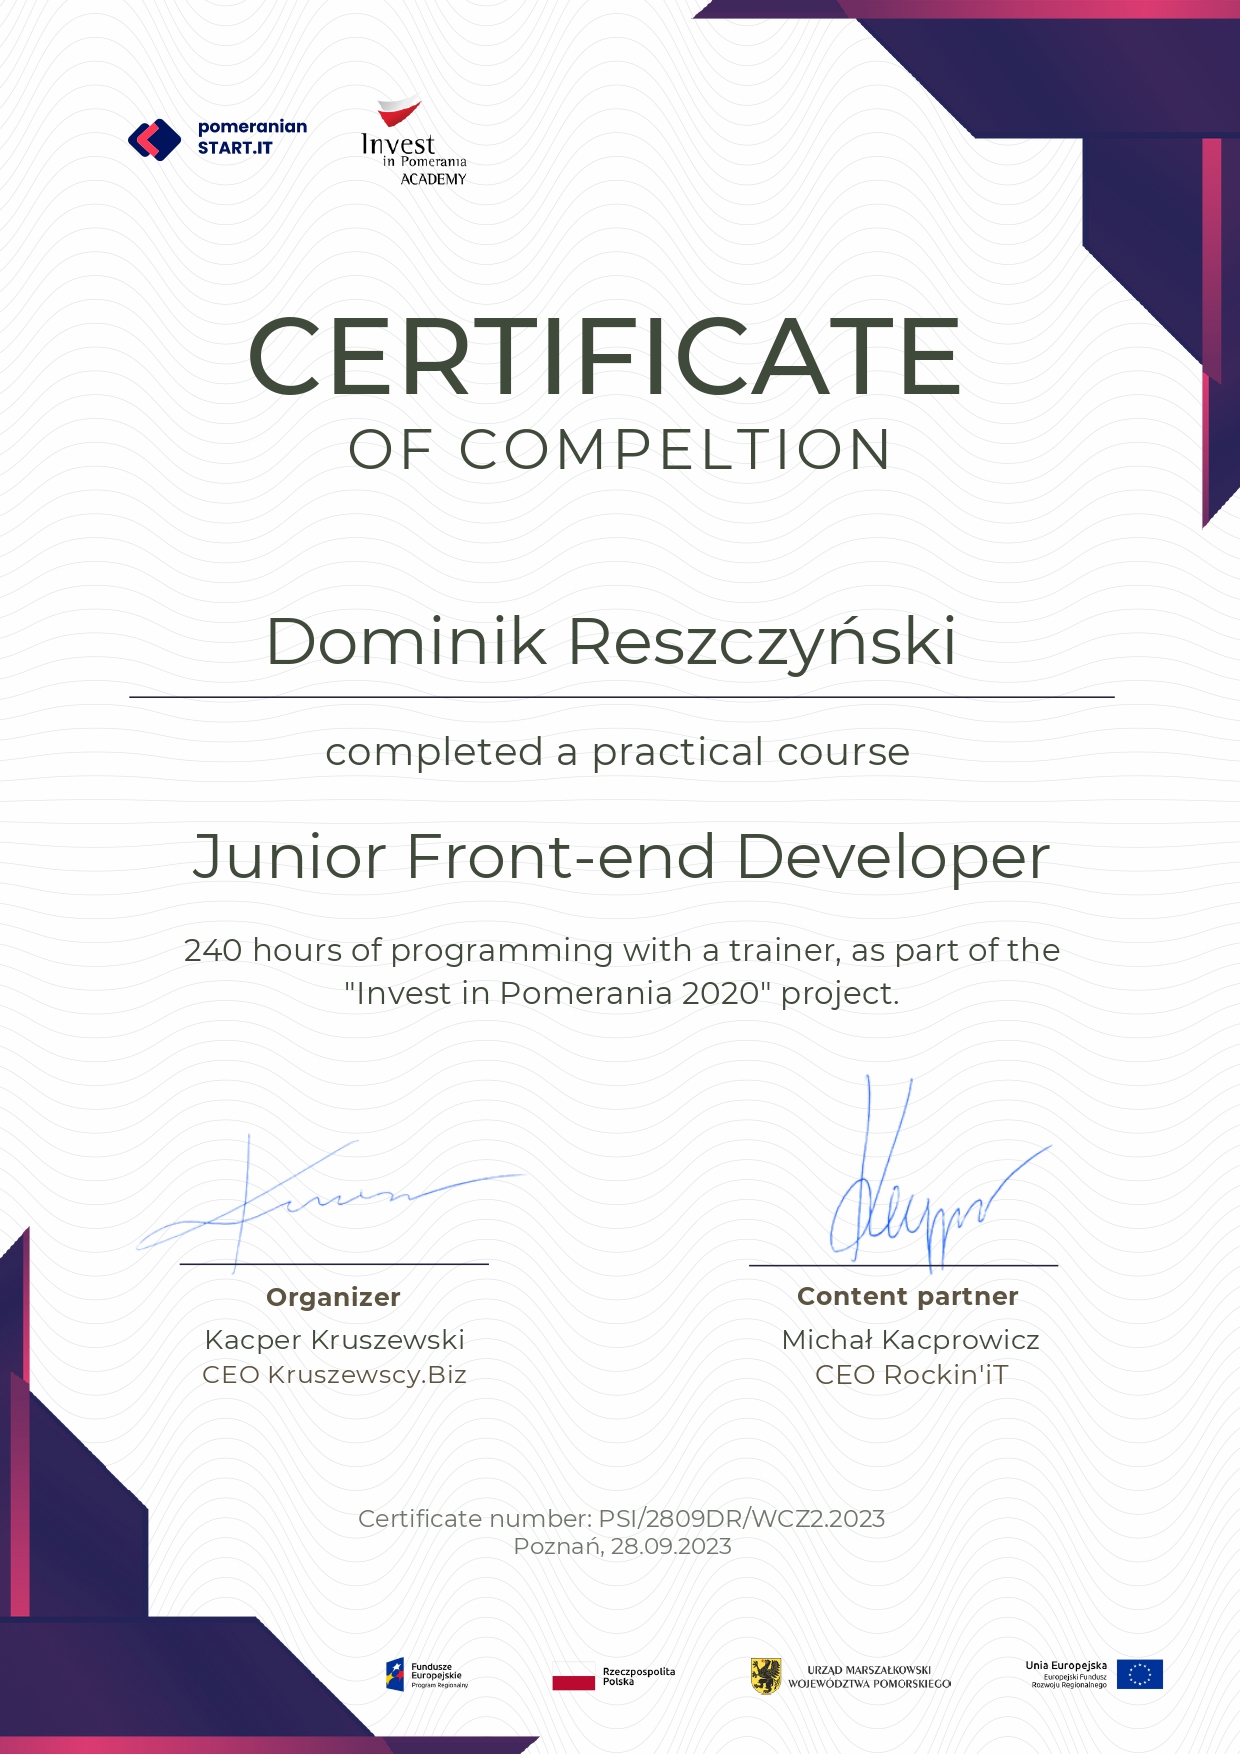 pomeranian
START.IT
Invest
in Pomerania
ACADEMY
CERTIFICATE
OF COMPELTION
Dominik Reszczyński
completed a practical course
Junior Front-end Developer
240 hours of programming with a trainer, as part of the
"Invest in Pomerania 2020" project.
Organizer
Kacper Kruszewski
CEO Kruszewscy.Biz
Content partner
Michał Kacprowicz
CEO Rockin'iT
Certificate number: PSI/2809DR/WCZ2.2023
Poznań, 28.09.2023
Fundusze
Europejskie
Program Regionalny
Rzeczpospolita
Polska
URZĄD MARSZAŁKOWSKI
WOJEWÓDZTWA POMORSKIEGO
Unia Europejska
Europejski Fundusz
Rozwoju Regionalnego